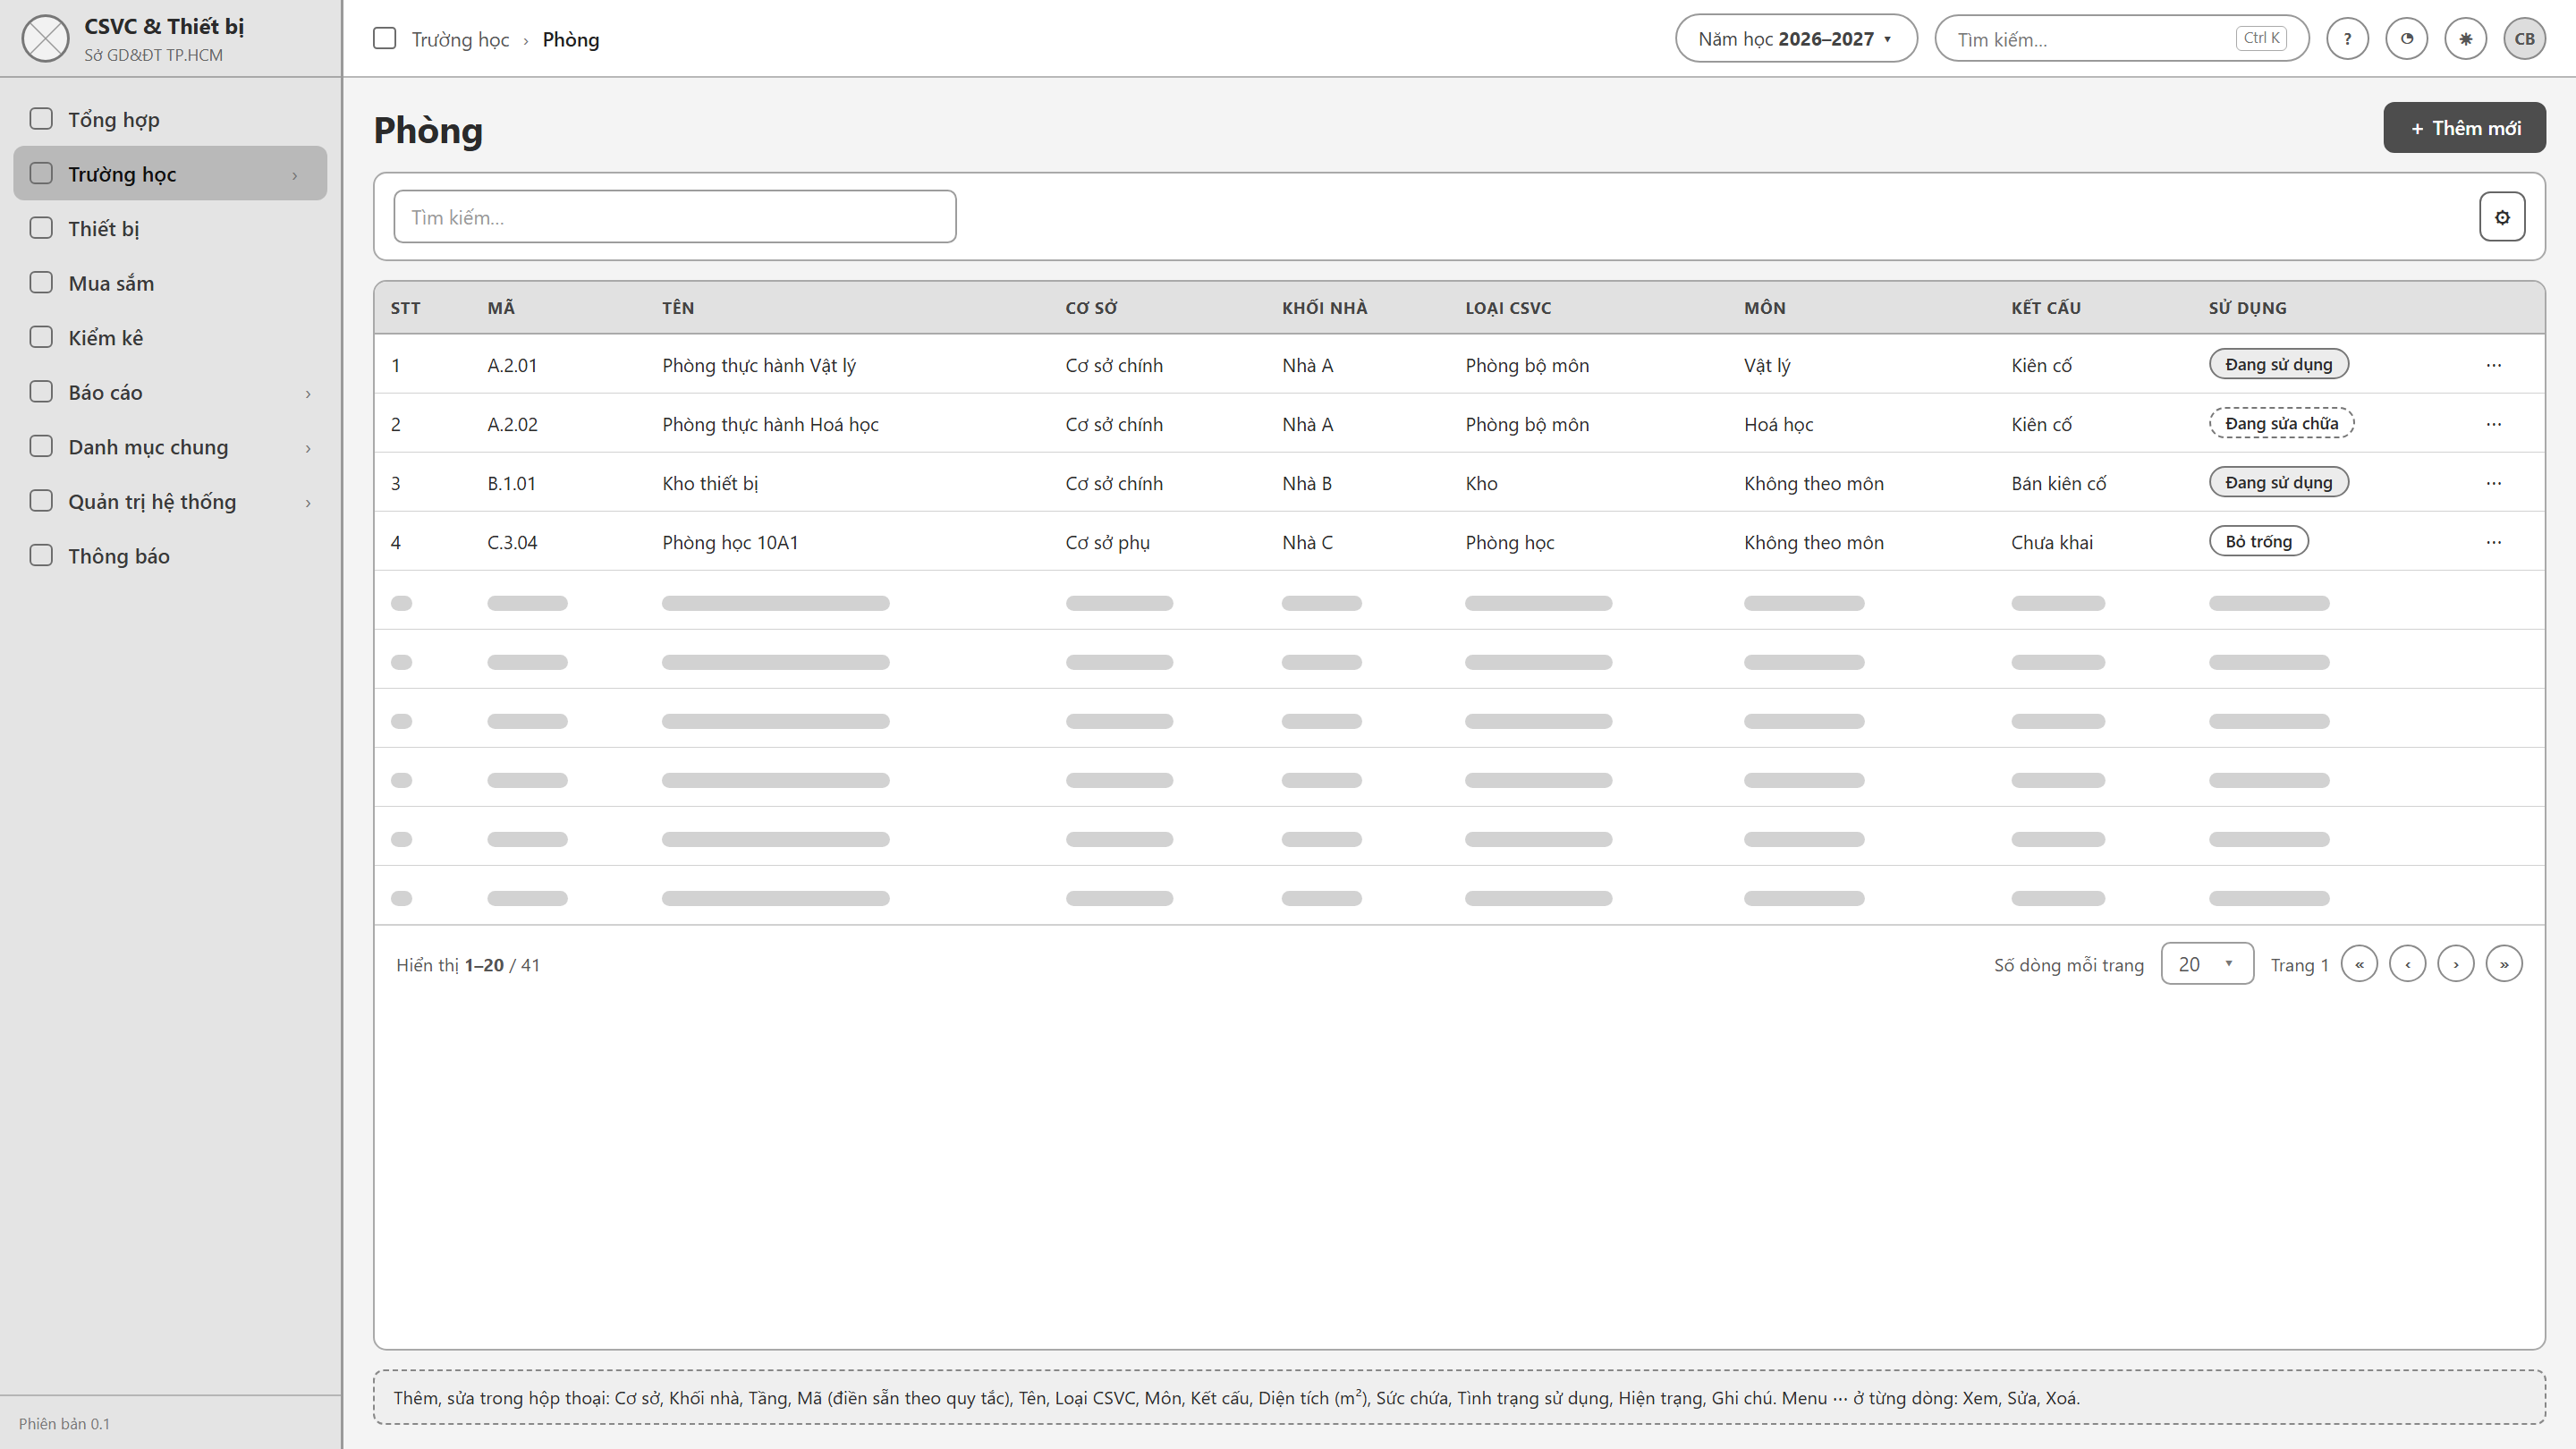 CSVC & Thiết bị
Sở GD&ĐT TP.HCM
Trường học › Phòng
Năm học 2026–2027 ▾
Tìm kiếm... Ctrl K
?
CB
Tổng hợp
Trường học ›
Thiết bị
Mua sắm
Kiểm kê
Báo cáo ›
Danh mục chung ›
Quản trị hệ thống ›
Thông báo
Phiên bản 0.1
Phòng
+ Thêm mới
Tìm kiếm...
STT MÃ TÊN CƠ SỞ KHỐI NHÀ LOẠI CSVC MÔN KẾT CẤU SỬ DỤNG
1 A.2.01 Phòng thực hành Vật lý Cơ sở chính Nhà A Phòng bộ môn Vật lý Kiên cố Đang sử dụng ···
2 A.2.02 Phòng thực hành Hoá học Cơ sở chính Nhà A Phòng bộ môn Hoá học Kiên cố Đang sửa chữa ···
3 B.1.01 Kho thiết bị Cơ sở chính Nhà B Kho Không theo môn Bán kiên cố Đang sử dụng ···
4 C.3.04 Phòng học 10A1 Cơ sở phụ Nhà C Phòng học Không theo môn Chưa khai Bỏ trống ···
Hiển thị 1–20 / 41
Số dòng mỗi trang 20 ▾ Trang 1 « ‹ › »
Thêm, sửa trong hộp thoại: Cơ sở, Khối nhà, Tầng, Mã (điền sẵn theo quy tắc), Tên, Loại CSVC, Môn, Kết cấu, Diện tích (m²), Sức chứa, Tình trạng sử dụng, Hiện trạng, Ghi chú. Menu ··· ở từng dòng: Xem, Sửa, Xoá.